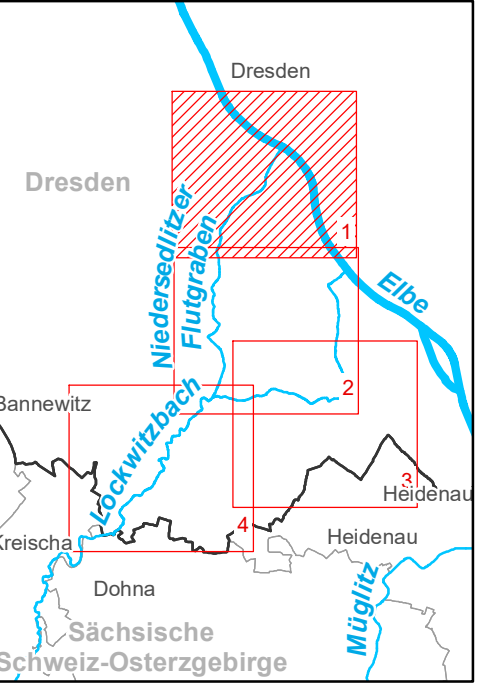 Dresden
Dresden
Niedersedlitzer
Flutgraben
1
Elbe
2
Bannewitz
Lockwitzbach
3
Heidenau
4
Kreischa
Heidenau
Dohna
Müglitz
Sächsische
Schweiz-Osterzgebirge